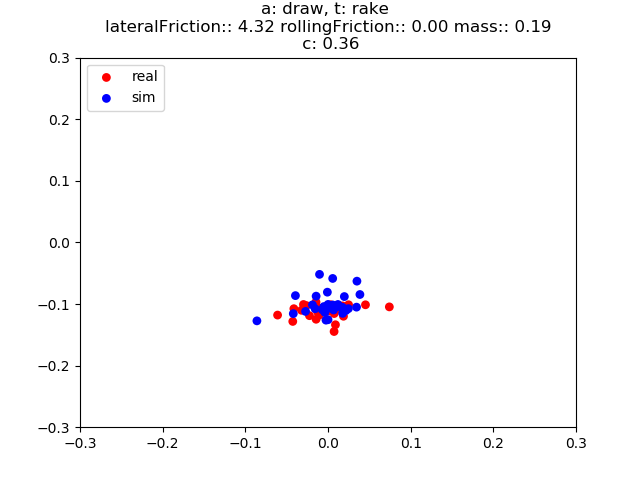 a: draw, t: rake
lateralFriction:: 4.32 rollingFriction:: 0.00 mass:: 0.19
c: 0.36
real
sim
0.3
0.2
0.1
0.0
−0.1
−0.2
−0.3
−0.3
−0.2
−0.1
0.0
0.1
0.2
0.3